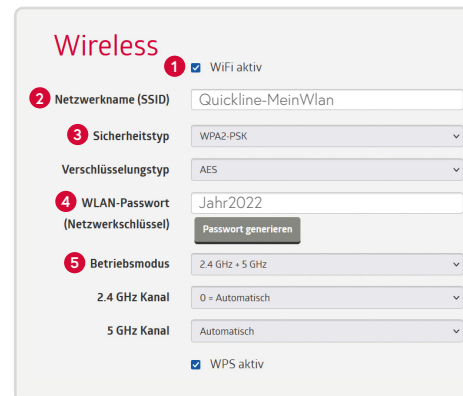 Wireless
1 WiFi aktiv
2 Netzwerkname (SSID) Quickline-MeinWlan
3 Sicherheitstyp WPA2-PSK
Verschlüsselungstyp AES
4 WLAN-Passwort Jahr2022
(Netzwerkschlüssel) Passwort generieren
5 Betriebsmodus 2.4 GHz + 5 GHz
2.4 GHz Kanal 0 = Automatisch
5 GHz Kanal Automatisch
WPS aktiv